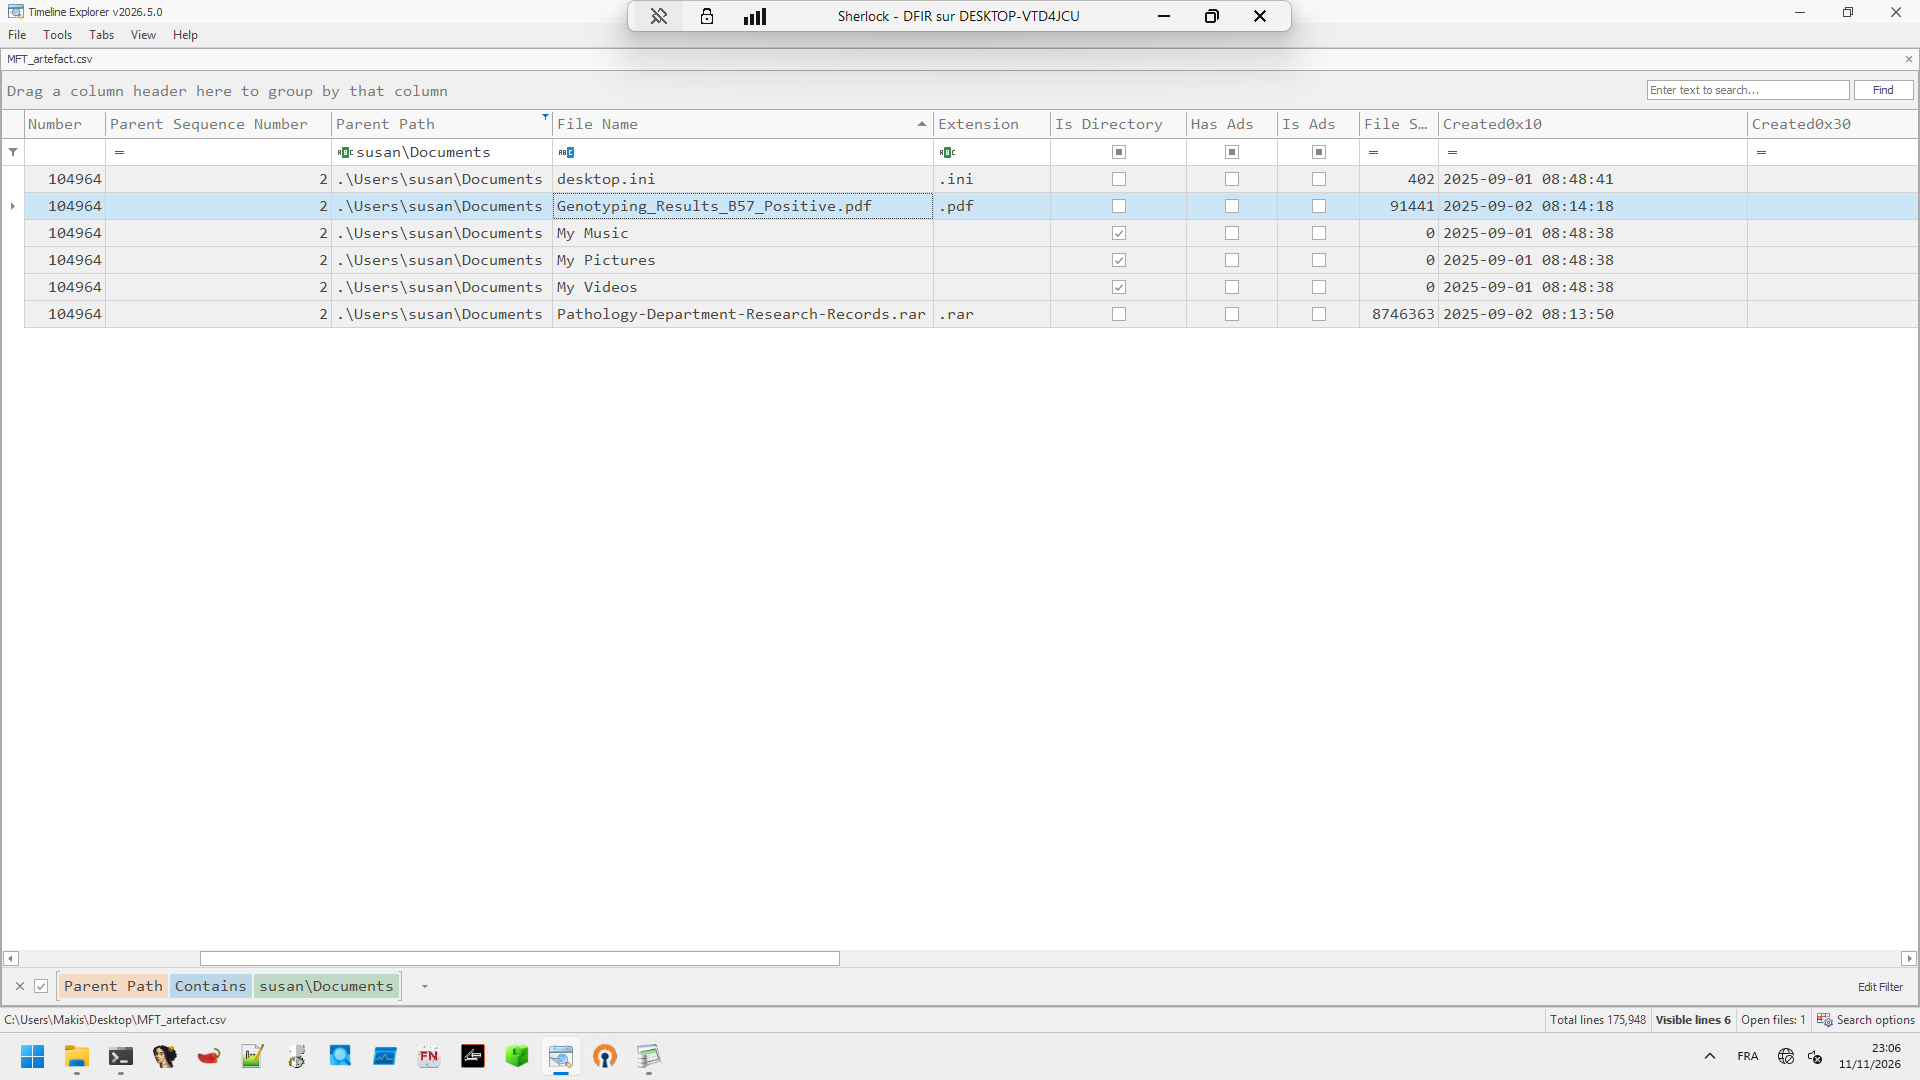 Timeline Explorer v2026.5.0
Sherlock - DFIR sur DESKTOP-VTD4JCU
File Tools Tabs View Help
MFT_artefact.csv
Drag a column header here to group by that column
Enter text to search...
Find
Number Parent Sequence Number Parent Path File Name Extension Is Directory Has Ads Is Ads File S... Created0x10 Created0x30
= susan\Documents = = =
104964 2 .\Users\susan\Documents desktop.ini .ini 402 2025-09-01 08:48:41
104964 2 .\Users\susan\Documents Genotyping_Results_B57_Positive.pdf .pdf 91441 2025-09-02 08:14:18
104964 2 .\Users\susan\Documents My Music 0 2025-09-01 08:48:38
104964 2 .\Users\susan\Documents My Pictures 0 2025-09-01 08:48:38
104964 2 .\Users\susan\Documents My Videos 0 2025-09-01 08:48:38
104964 2 .\Users\susan\Documents Pathology-Department-Research-Records.rar .rar 8746363 2025-09-02 08:13:50
Parent Path Contains susan\Documents
Edit Filter
C:\Users\Makis\Desktop\MFT_artefact.csv
Total lines 175,948 Visible lines 6 Open files: 1 Search options
FN
FRA
23:06
11/11/2026